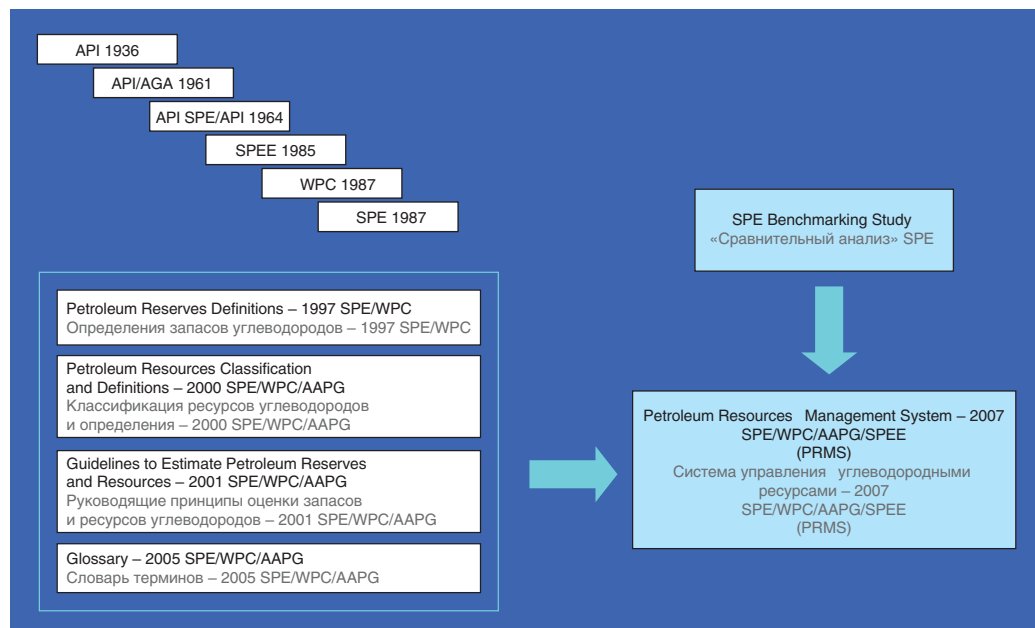 API 1936
API/AGA 1961
API SPE/API 1964
SPEE 1985
WPC 1987
SPE 1987
SPE Benchmarking Study
«Сравнительный анализ» SPE
Petroleum Reserves Definitions – 1997 SPE/WPC
Определения запасов углеводородов – 1997 SPE/WPC
Petroleum Resources Classification
and Definitions – 2000 SPE/WPC/AAPG
Классификация ресурсов углеводородов
и определения – 2000 SPE/WPC/AAPG
Guidelines to Estimate Petroleum Reserves
and Resources – 2001 SPE/WPC/AAPG
Руководящие принципы оценки запасов
и ресурсов углеводородов – 2001 SPE/WPC/AAPG
Glossary – 2005 SPE/WPC/AAPG
Словарь терминов – 2005 SPE/WPC/AAPG
Petroleum Resources Management System – 2007
SPE/WPC/AAPG/SPEE
(PRMS)
Система управления углеводородными
ресурсами – 2007
SPE/WPC/AAPG/SPEE
(PRMS)